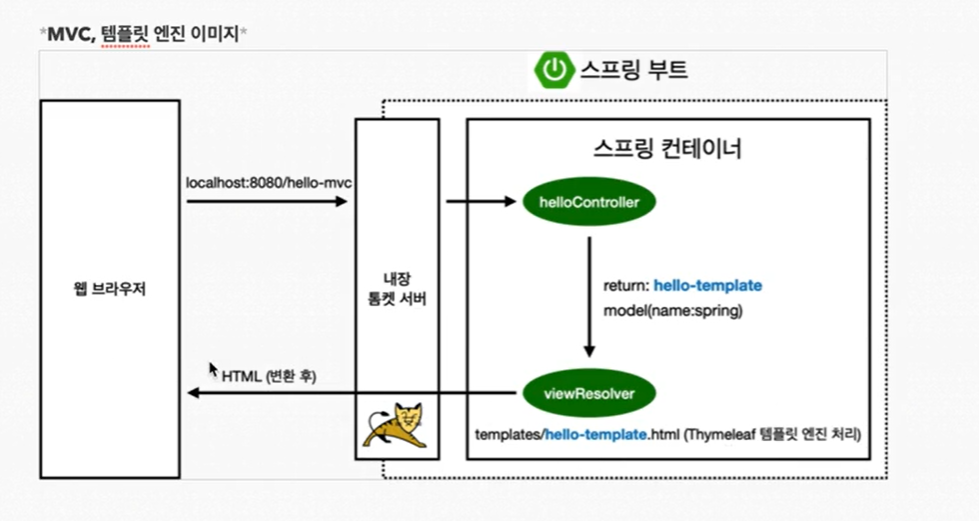 *MVC, 템플릿 엔진 이미지*
스프링 부트
스프링 컨테이너
localhost:8080/hello-mvc
helloController
웹 브라우저
내장
톰켓 서버
return: hello-template
model(name:spring)
HTML (변환 후)
viewResolver
templates/hello-template.html (Thymeleaf 템플릿 엔진 처리)